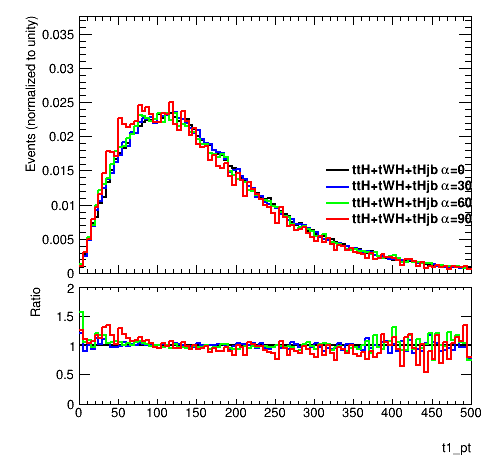 Events (normalized to unity)
0.035
0.03
0.025
0.02
0.015
0.01
0.005
0
ttH+tWH+tHjb α=0
ttH+tWH+tHjb α=30
ttH+tWH+tHjb α=60
ttH+tWH+tHjb α=90
Ratio
2
1.5
1
0.5
0
0 50 100 150 200 250 300 350 400 450 500
t1_pt